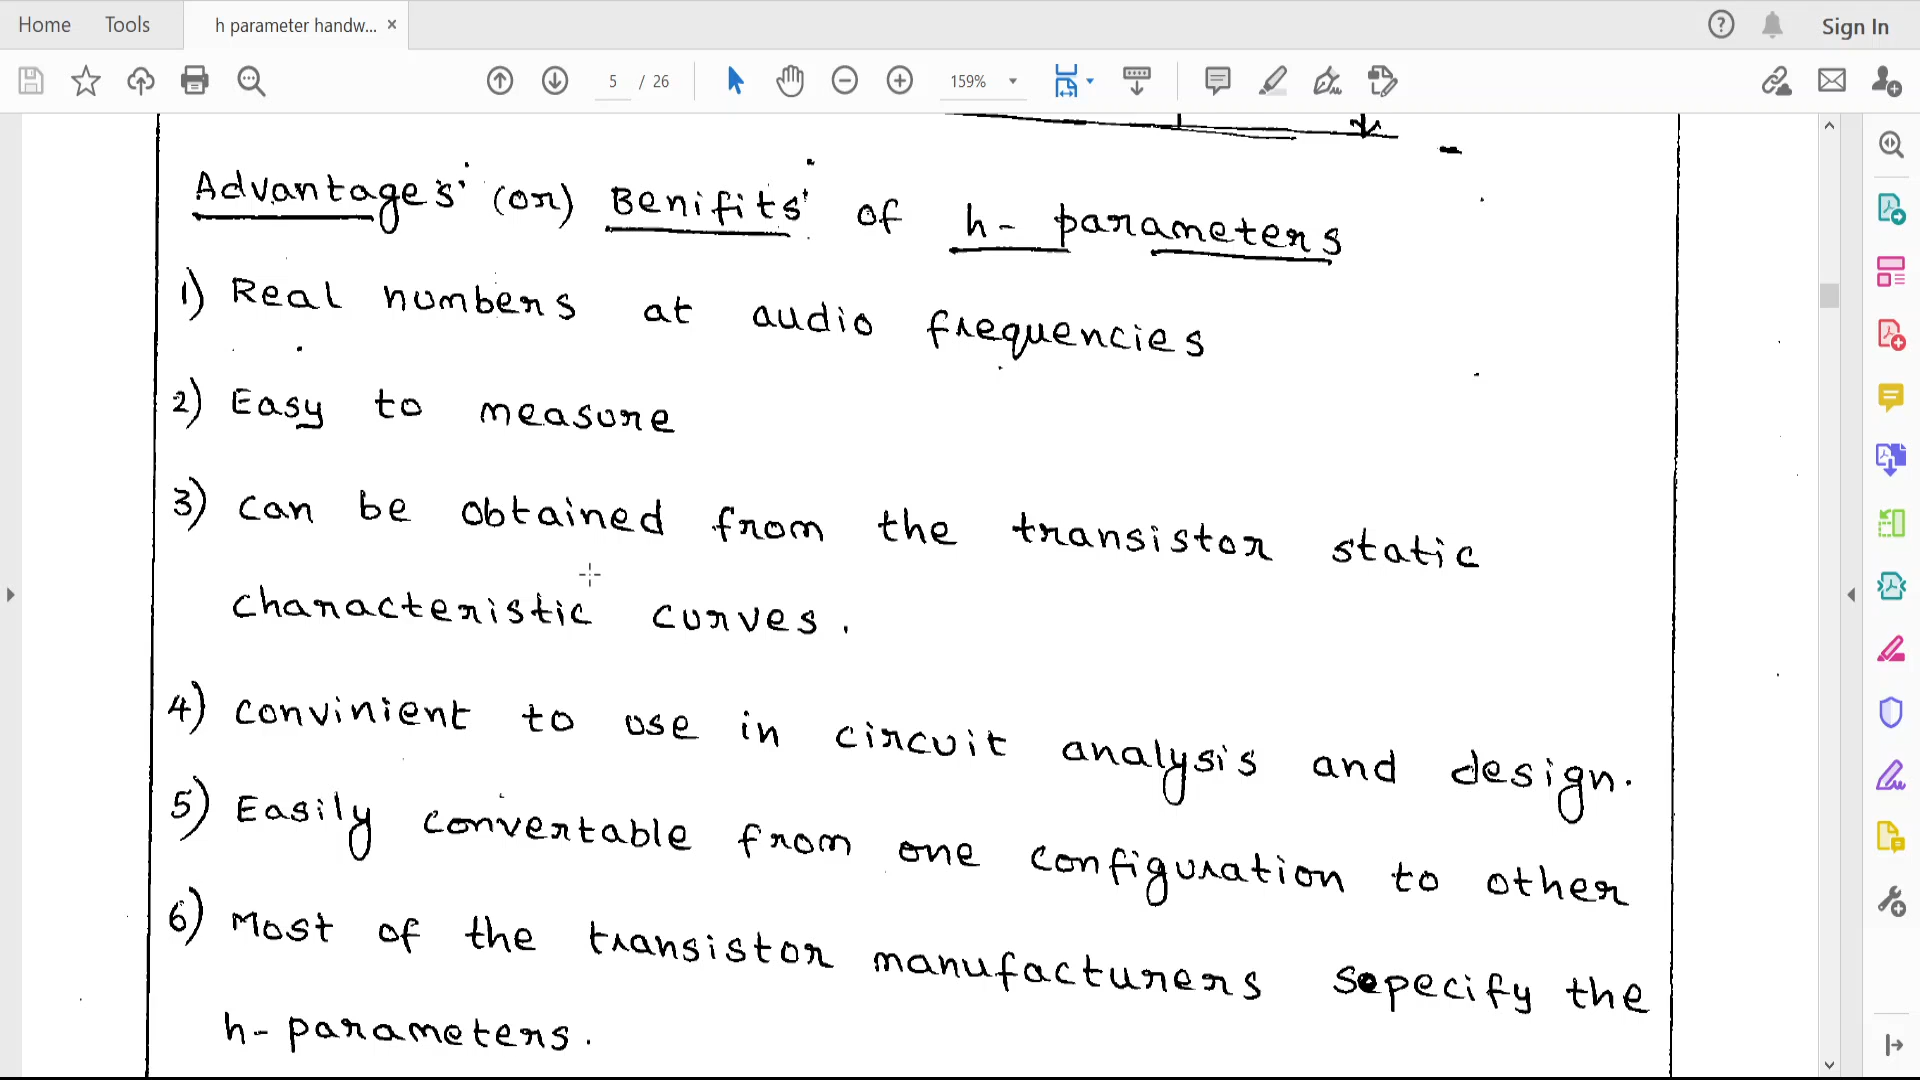 Home Tools h parameter handw... × Sign In
5 / 26 159%
Advantages (or) Benifits of h- parameters
1) Real numbers at audio frequencies
2) Easy to measure
3) can be obtained from the transistor static
characteristic curves.
4) convinient to use in circuit analysis and design.
5) Easily convertable from one configuration to other
6) Most of the transistor manufacturers sepecify the
h- parameters.